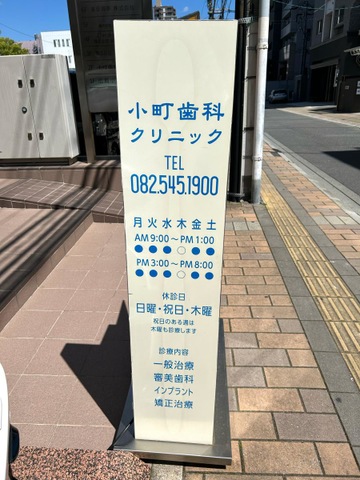 小町歯科
クリニック
TEL
082.545.1900
月火水木金土
AM 9:00～PM 1:00
●●●○●●
PM 3:00～PM 8:00
●●●○●●
休診日
日曜・祝日・木曜
祝日のある週は
木曜も診療します
診療内容
一般治療
審美歯科
インプラント
矯正治療